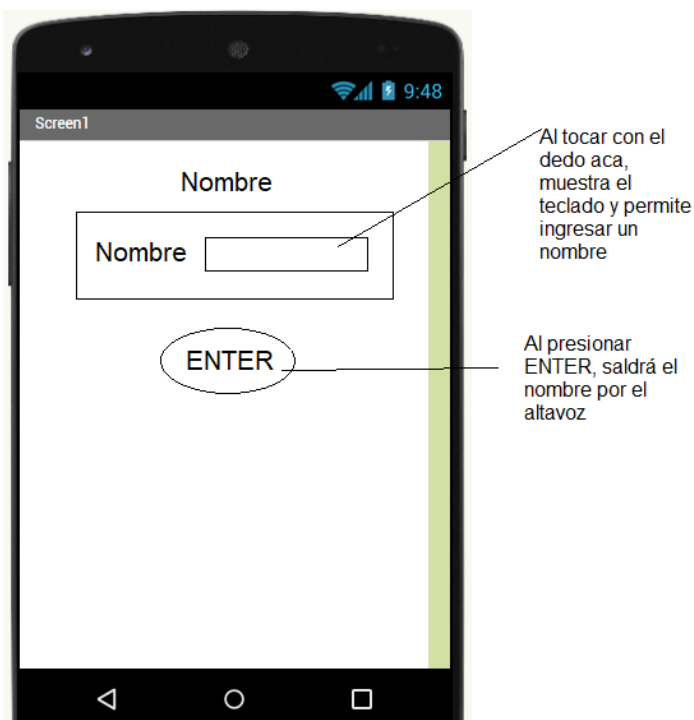 9:48
Screen1
Nombre
Nombre
ENTER
Al tocar con el
dedo aca,
muestra el
teclado y permite
ingresar un
nombre
Al presionar
ENTER, saldrá el
nombre por el
altavoz